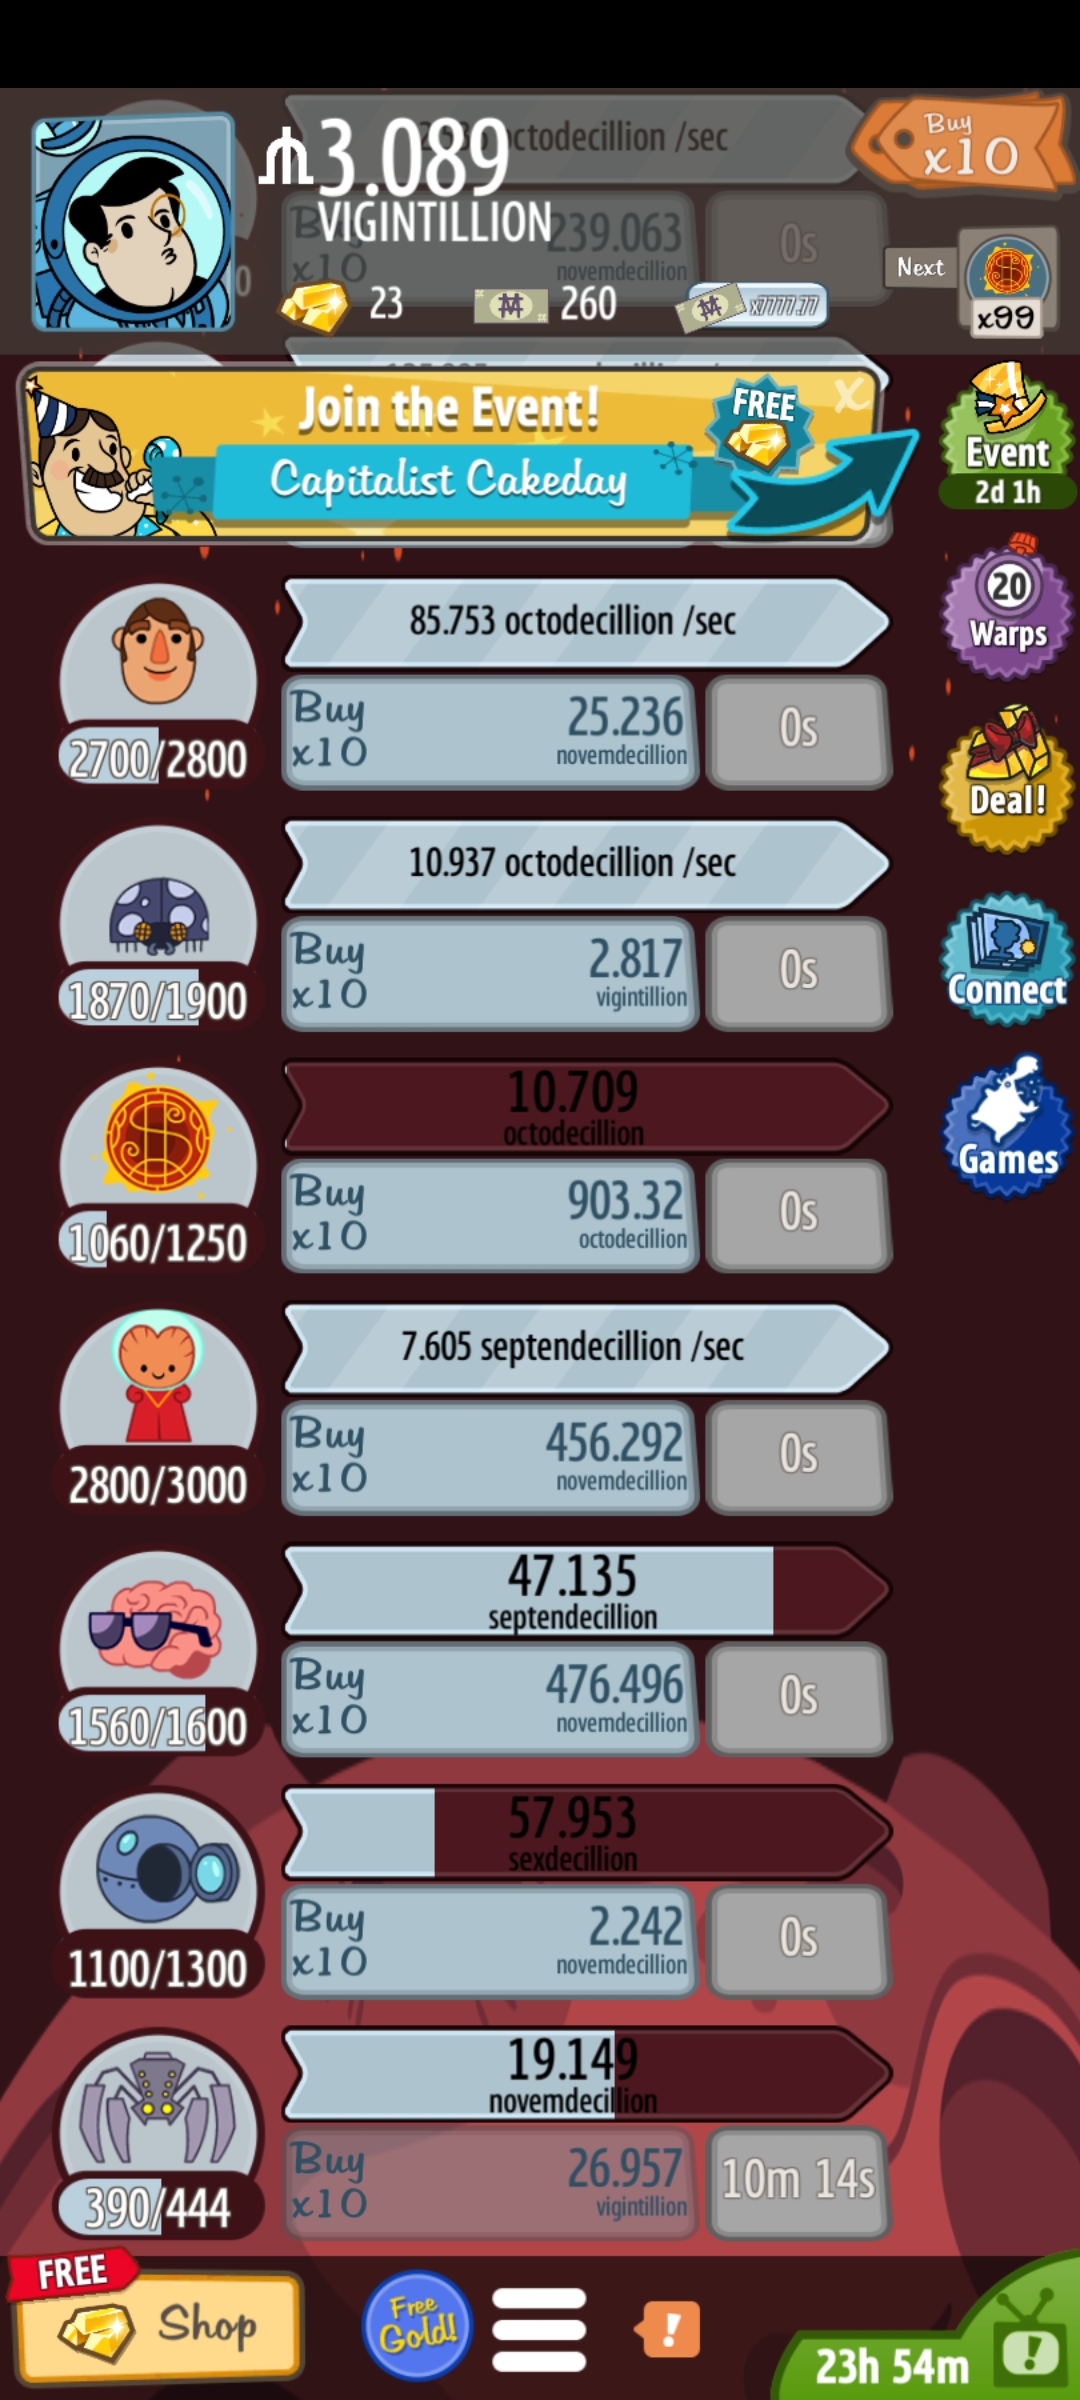 octodecillion /sec
Buy
x10
3.089
VIGINTILLION
Buy
x10
239.063
novemdecillion
0s
Next
x99
23
260
x7777.77
Join the Event!
FREE
X
Capitalist Cakeday
Event
2d 1h
85.753 octodecillion /sec
20
Warps
Buy
x10
25.236
novemdecillion
0s
2700/2800
Deal!
10.937 octodecillion /sec
Buy
x10
2.817
vigintillion
0s
1870/1900
Connect
10.709
octodecillion
Games
Buy
x10
903.32
octodecillion
0s
1060/1250
7.605 septendecillion /sec
Buy
x10
456.292
novemdecillion
0s
2800/3000
47.135
septendecillion
Buy
x10
476.496
novemdecillion
0s
1560/1600
57.953
sexdecillion
Buy
x10
2.242
novemdecillion
0s
1100/1300
19.149
novemdecillion
Buy
x10
26.957
vigintillion
10m 14s
390/444
FREE
Shop
Free
Gold!
!
23h 54m
!